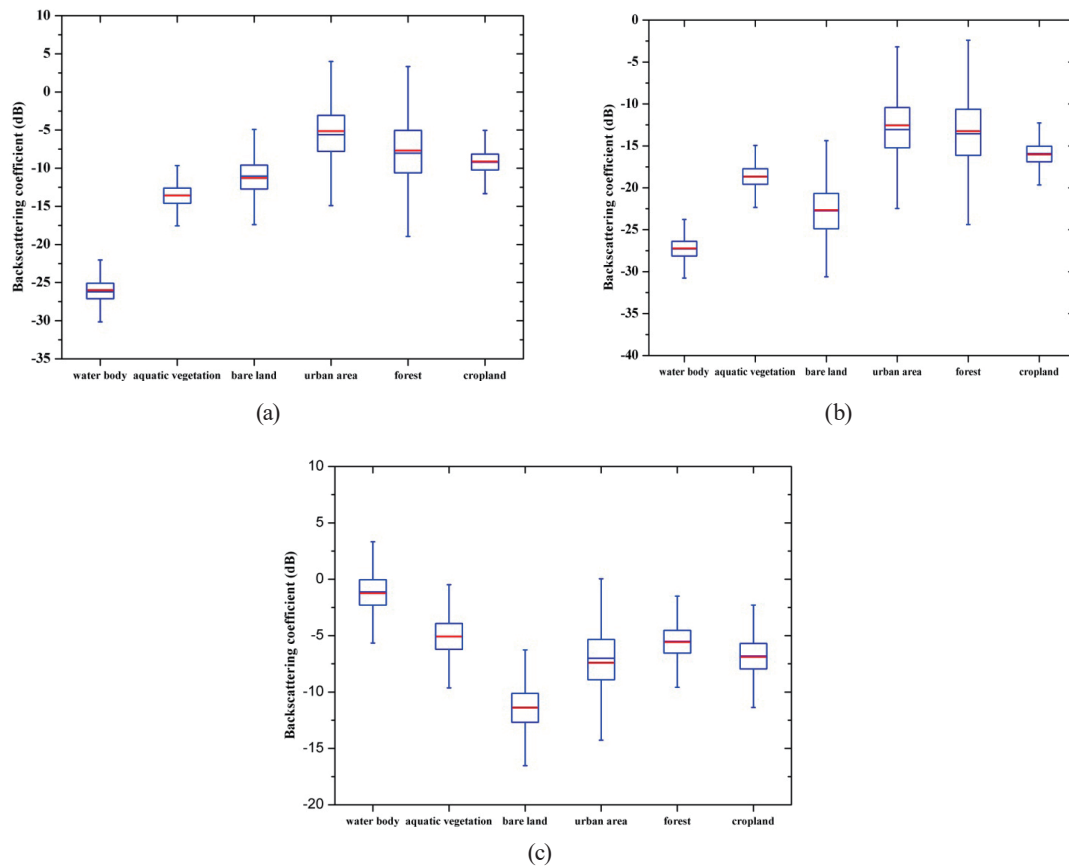 Backscattering coefficient (dB)
10
5
0
-5
-10
-15
-20
-25
-30
-35
water body aquatic vegetation bare land urban area forest cropland
(a)
Backscattering coefficient (dB)
0
-5
-10
-15
-20
-25
-30
-35
-40
water body aquatic vegetation bare land urban area forest cropland
(b)
Backscattering coefficient (dB)
10
5
0
-5
-10
-15
-20
water body aquatic vegetation bare land urban area forest cropland
(c)